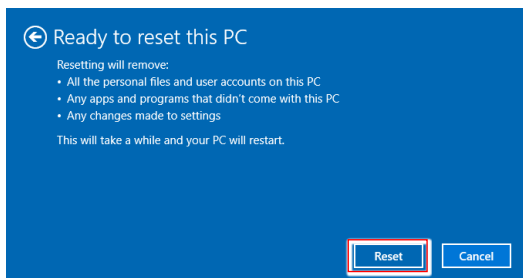 Ready to reset this PC
Resetting will remove:
• All the personal files and user accounts on this PC
• Any apps and programs that didn't come with this PC
• Any changes made to settings
This will take a while and your PC will restart.
Reset Cancel